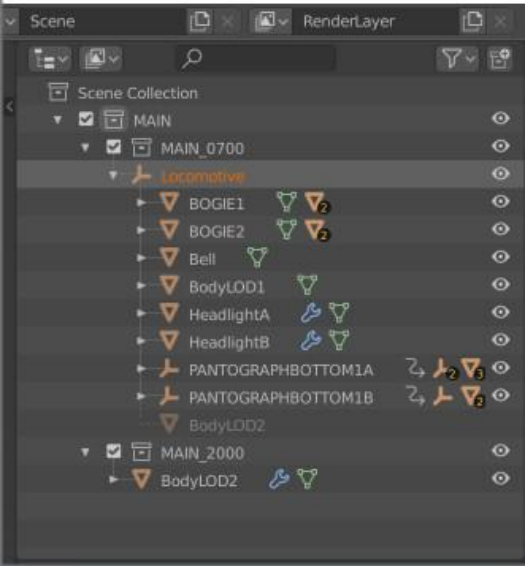 Scene RenderLayer
Scene Collection
MAIN
MAIN_0700
Locomotive
BOGIE1 2
BOGIE2 2
Bell
BodyLOD1
HeadlightA
HeadlightB
PANTOGRAPHBOTTOM1A 2 3
PANTOGRAPHBOTTOM1B 2
BodyLOD2
MAIN_2000
BodyLOD2